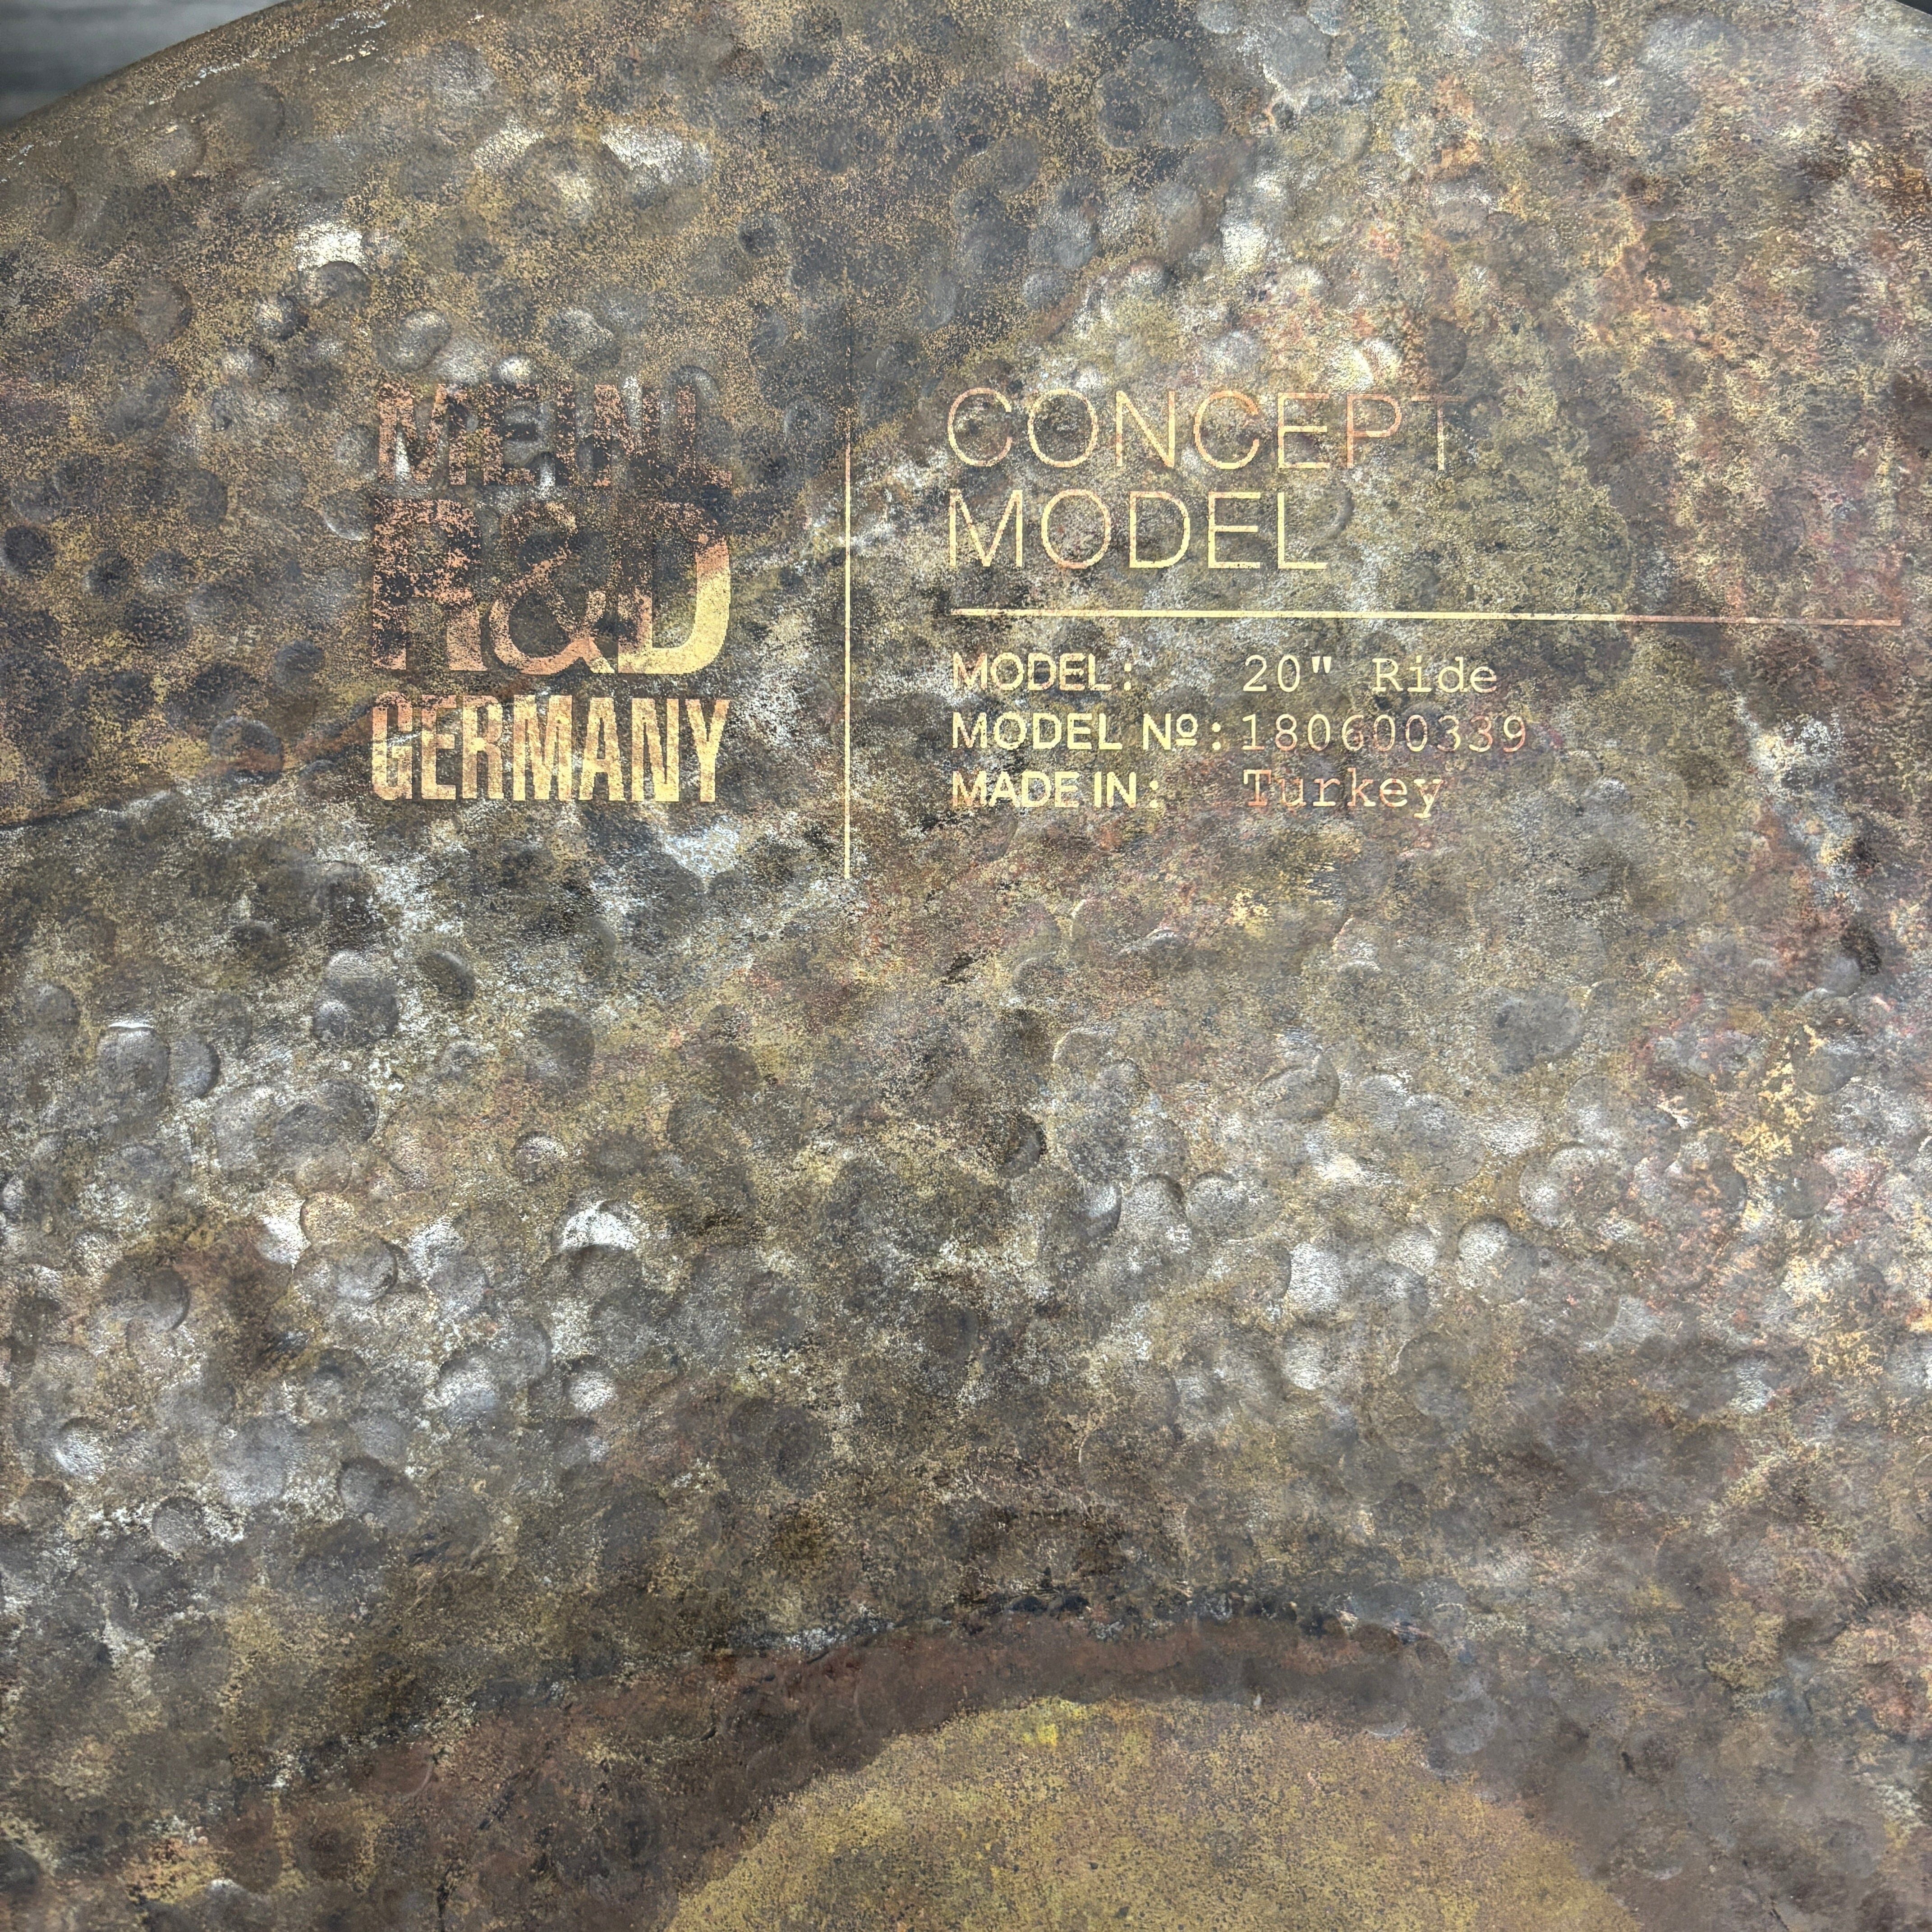 MEINL
R&D
GERMANY
CONCEPT
MODEL
MODEL: 20" Ride
MODEL Nº: 180600339
MADE IN: Turkey